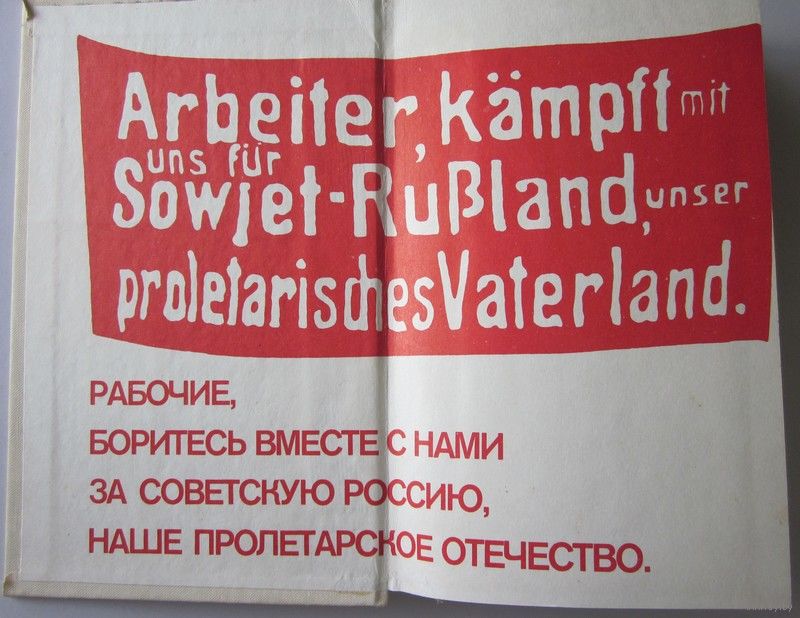 Arbeiter, kämpft mit
uns für
Sowjet-Rußland, unser
proletarisches Vaterland.
РАБОЧИЕ,
БОРИТЕСЬ ВМЕСТЕ С НАМИ
ЗА СОВЕТСКУЮ РОССИЮ,
НАШЕ ПРОЛЕТАРСКОЕ ОТЕЧЕСТВО.